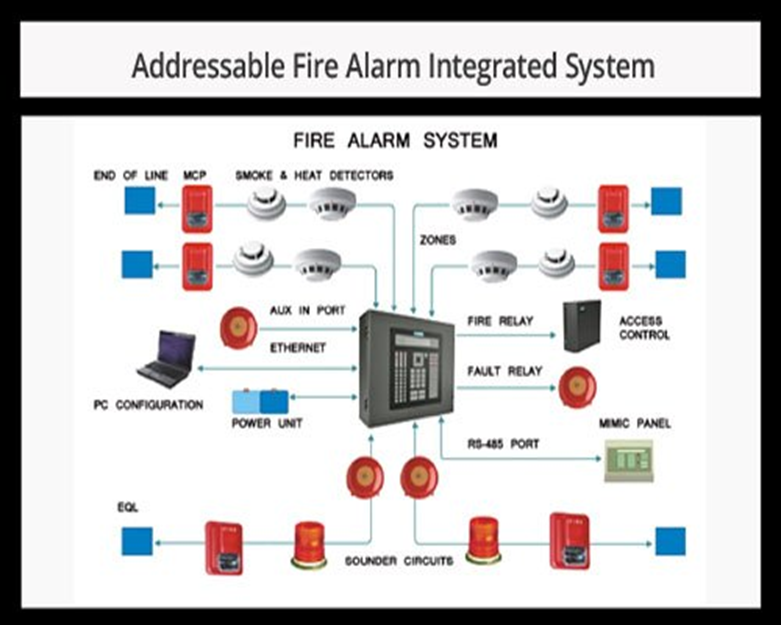 Addressable Fire Alarm Integrated System
FIRE ALARM SYSTEM
END OF LINE
MCP
SMOKE & HEAT DETECTORS
ZONES
AUX IN PORT
ETHERNET
PC CONFIGURATION
POWER UNIT
FIRE RELAY
ACCESS
CONTROL
FAULT RELAY
MIMIC PANEL
RS-485 PORT
EQL
SOUNDER CIRCUITS